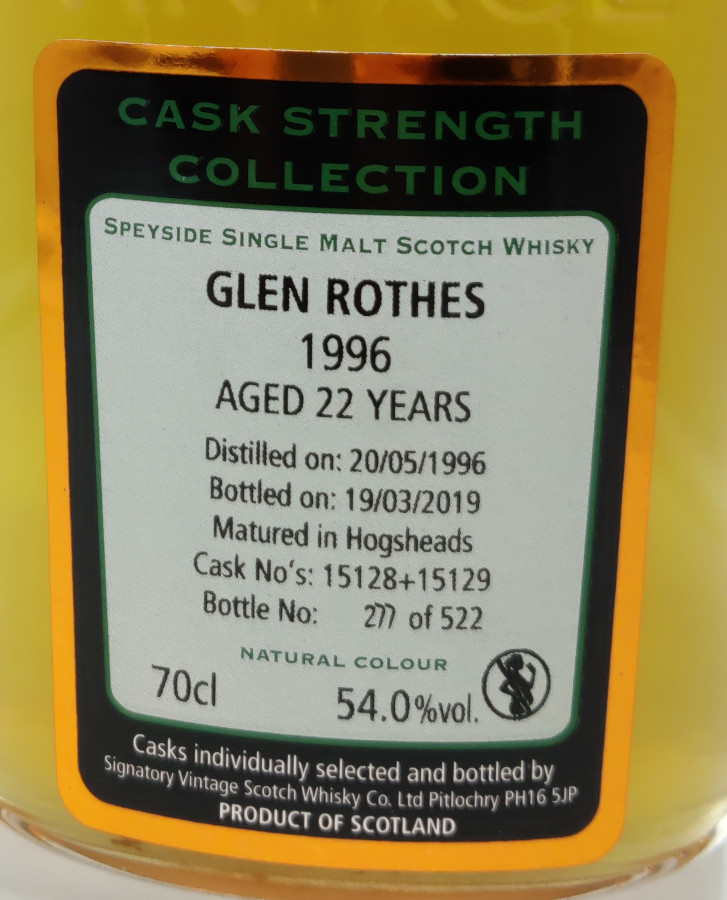 CASK STRENGTH
COLLECTION
SPEYSIDE SINGLE MALT SCOTCH WHISKY
GLEN ROTHES
1996
AGED 22 YEARS
Distilled on: 20/05/1996
Bottled on: 19/03/2019
Matured in Hogsheads
Cask No's: 15128+15129
Bottle No: 277 of 522
NATURAL COLOUR
70cl 54.0%vol.
Casks individually selected and bottled by
Signatory Vintage Scotch Whisky Co. Ltd Pitlochry PH16 5JP
PRODUCT OF SCOTLAND